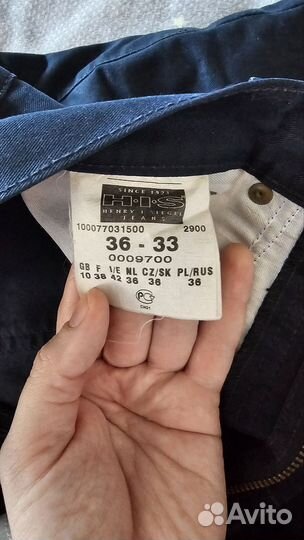 SINCE 1923
H.I.S
HENRY I. SIEGEL
JEANS
100077031500 2900
36 - 33
0009700
GB F I/E NL CZ/SK PL/RUS
10 38 42 36 36 36
Avito